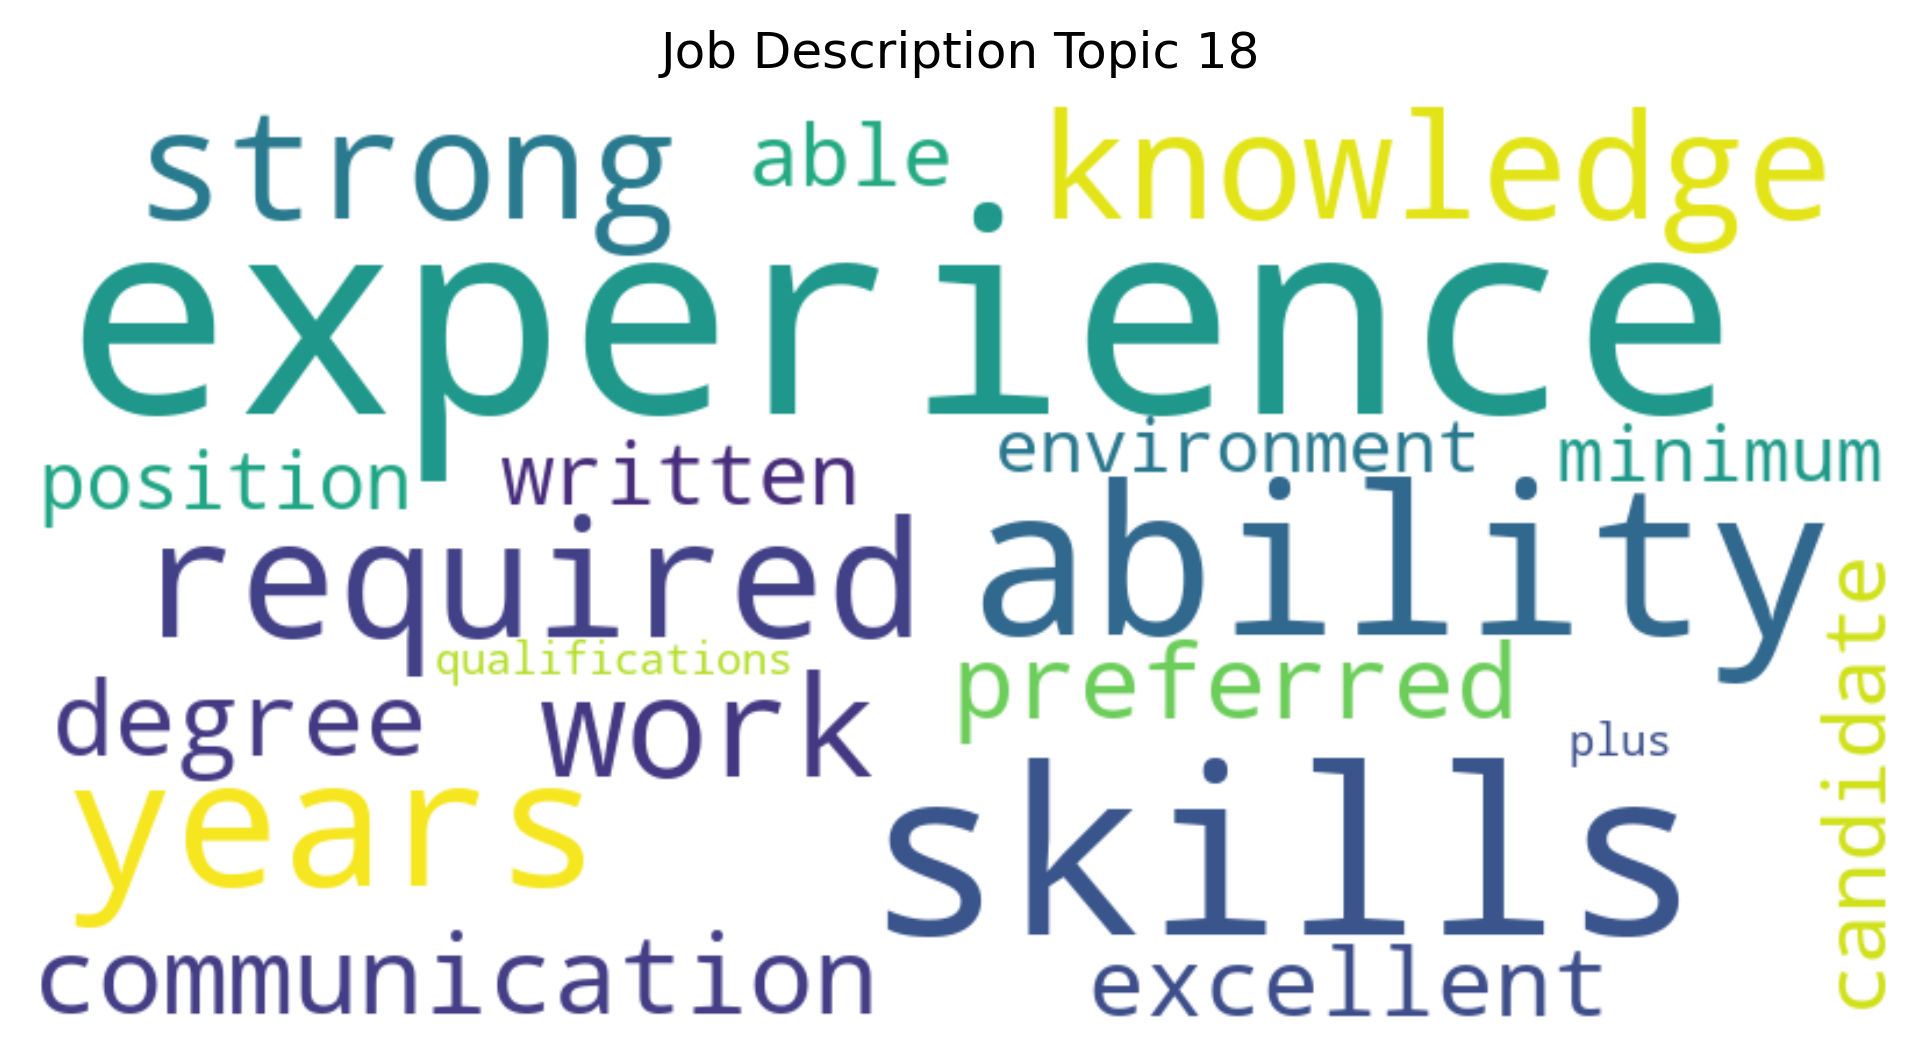 Job Description Topic 18
strong able knowledge
experience
position written environment minimum
required ability
qualifications
degree work preferred
plus
candidate
years skills
communication excellent